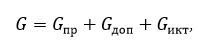 G = Gпр + Gдоп + Gикт,